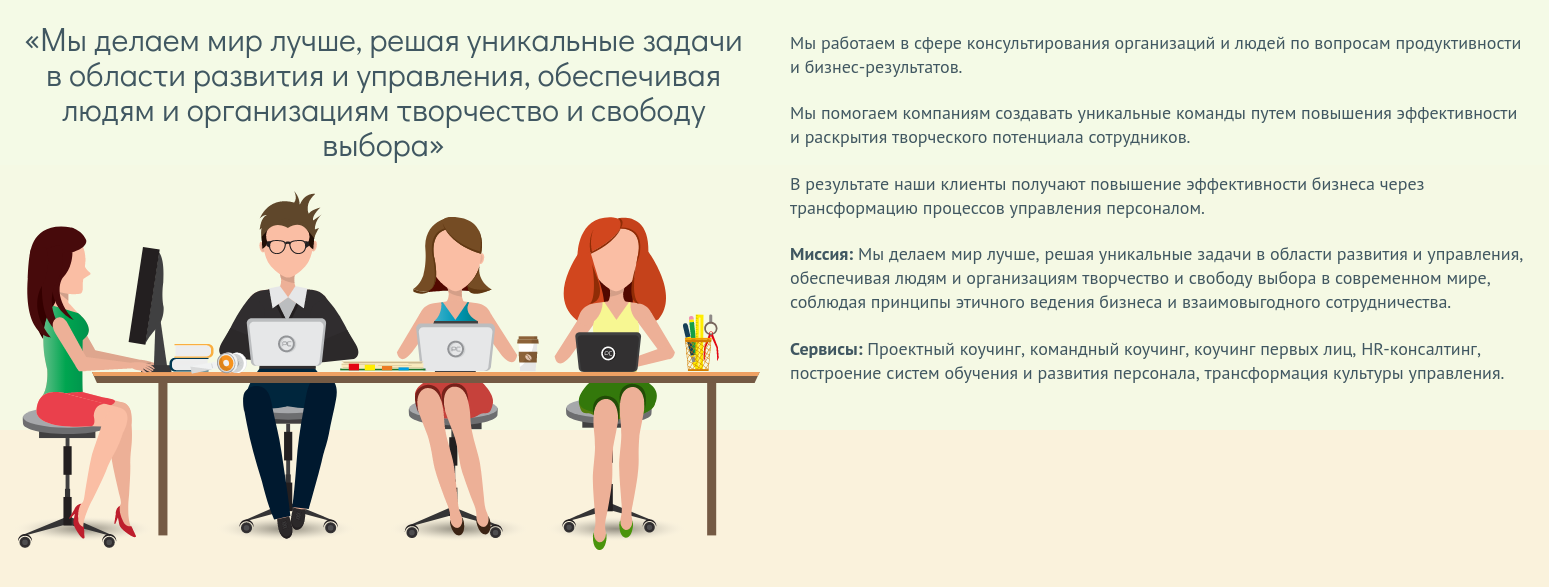 «Мы делаем мир лучше, решая уникальные задачи
в области развития и управления, обеспечивая
людям и организациям творчество и свободу
выбора»
Мы работаем в сфере консультирования организаций и людей по вопросам продуктивности
и бизнес-результатов.
Мы помогаем компаниям создавать уникальные команды путем повышения эффективности
и раскрытия творческого потенциала сотрудников.
В результате наши клиенты получают повышение эффективности бизнеса через
трансформацию процессов управления персоналом.
Миссия: Мы делаем мир лучше, решая уникальные задачи в области развития и управления,
обеспечивая людям и организациям творчество и свободу выбора в современном мире,
соблюдая принципы этичного ведения бизнеса и взаимовыгодного сотрудничества.
Сервисы: Проектный коучинг, командный коучинг, коучинг первых лиц, HR-консалтинг,
построение систем обучения и развития персонала, трансформация культуры управления.
PC
PC
PC